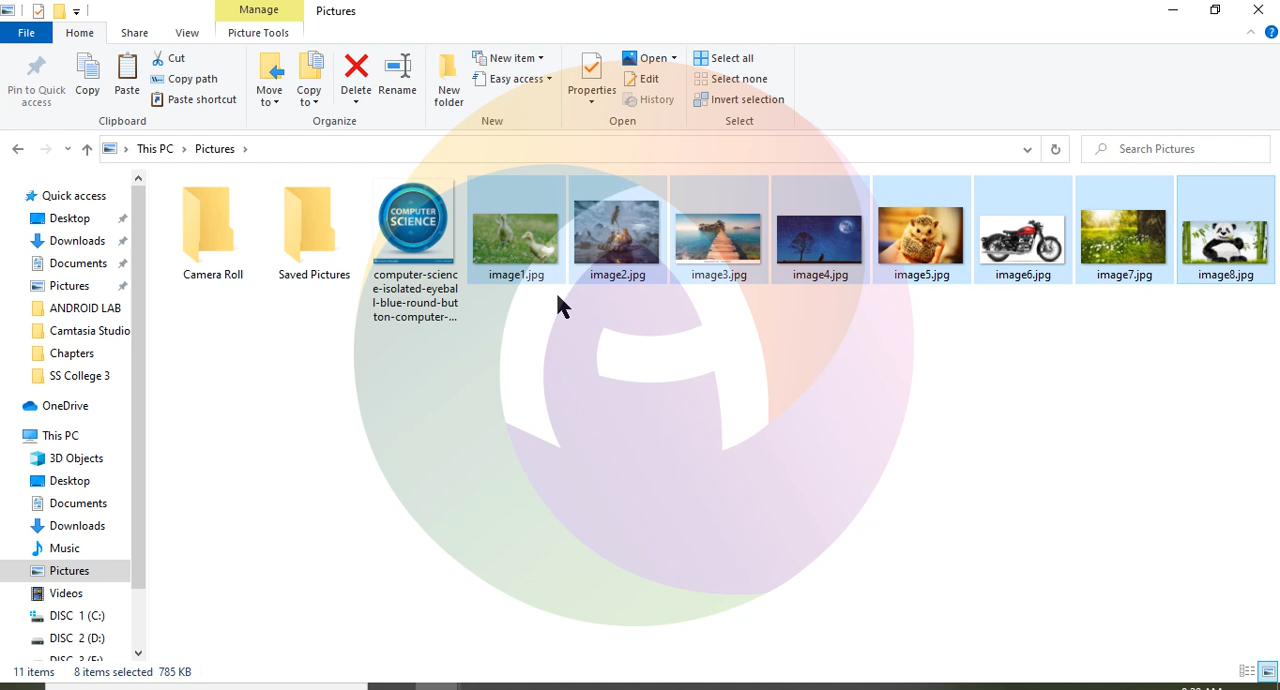 Manage
Pictures
File
Home
Share
View
Picture Tools
Pin to Quick access
Copy
Paste
Cut
Copy path
Paste shortcut
Clipboard
Move to
Copy to
Delete
Rename
Organize
New folder
New item
Easy access
New
Properties
Open
Edit
History
Open
Select all
Select none
Invert selection
Select
This PC
Pictures
Search Pictures
Quick access
Desktop
Downloads
Documents
Pictures
ANDROID LAB
Camtasia Studio
Chapters
SS College 3
OneDrive
This PC
3D Objects
Desktop
Documents
Downloads
Music
Pictures
Videos
DISC 1 (C:)
DISC 2 (D:)
Camera Roll
Saved Pictures
COMPUTER
SCIENCE
computer-scienc
e-isolated-eyebal
l-blue-round-but
ton-computer-...
image1.jpg
image2.jpg
image3.jpg
image4.jpg
image5.jpg
image6.jpg
image7.jpg
image8.jpg
11 items
8 items selected 785 KB